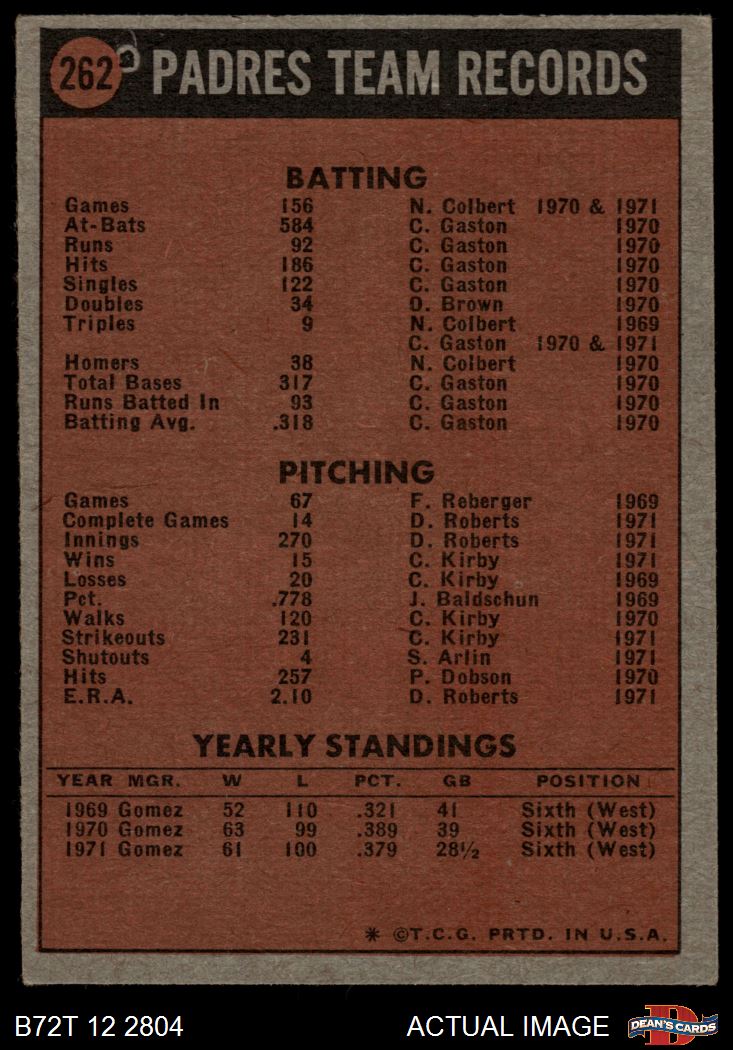 262 PADRES TEAM RECORDS
BATTING
Games 156 N. Colbert 1970 & 1971
At-Bats 584 C. Gaston 1970
Runs 92 C. Gaston 1970
Hits 186 C. Gaston 1970
Singles 122 C. Gaston 1970
Doubles 34 O. Brown 1970
Triples 9 N. Colbert 1969
C. Gaston 1970 & 1971
Homers 38 N. Colbert 1970
Total Bases 317 C. Gaston 1970
Runs Batted In 93 C. Gaston 1970
Batting Avg. .318 C. Gaston 1970
PITCHING
Games 67 F. Reberger 1969
Complete Games 14 D. Roberts 1971
Innings 270 D. Roberts 1971
Wins 15 C. Kirby 1971
Losses 20 C. Kirby 1969
Pct. .778 J. Baldschun 1969
Walks 120 C. Kirby 1970
Strikeouts 231 C. Kirby 1971
Shutouts 4 S. Arlin 1971
Hits 257 P. Dobson 1970
E.R.A. 2.10 D. Roberts 1971
YEARLY STANDINGS
YEAR MGR. W L PCT. GB POSITION
1969 Gomez 52 110 .321 41 Sixth (West)
1970 Gomez 63 99 .389 39 Sixth (West)
1971 Gomez 61 100 .379 28½ Sixth (West)
* ©T.C.G. PRTD. IN U.S.A.
B72T 12 2804 ACTUAL IMAGE DEAN'S CARDS